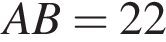 AB = 22